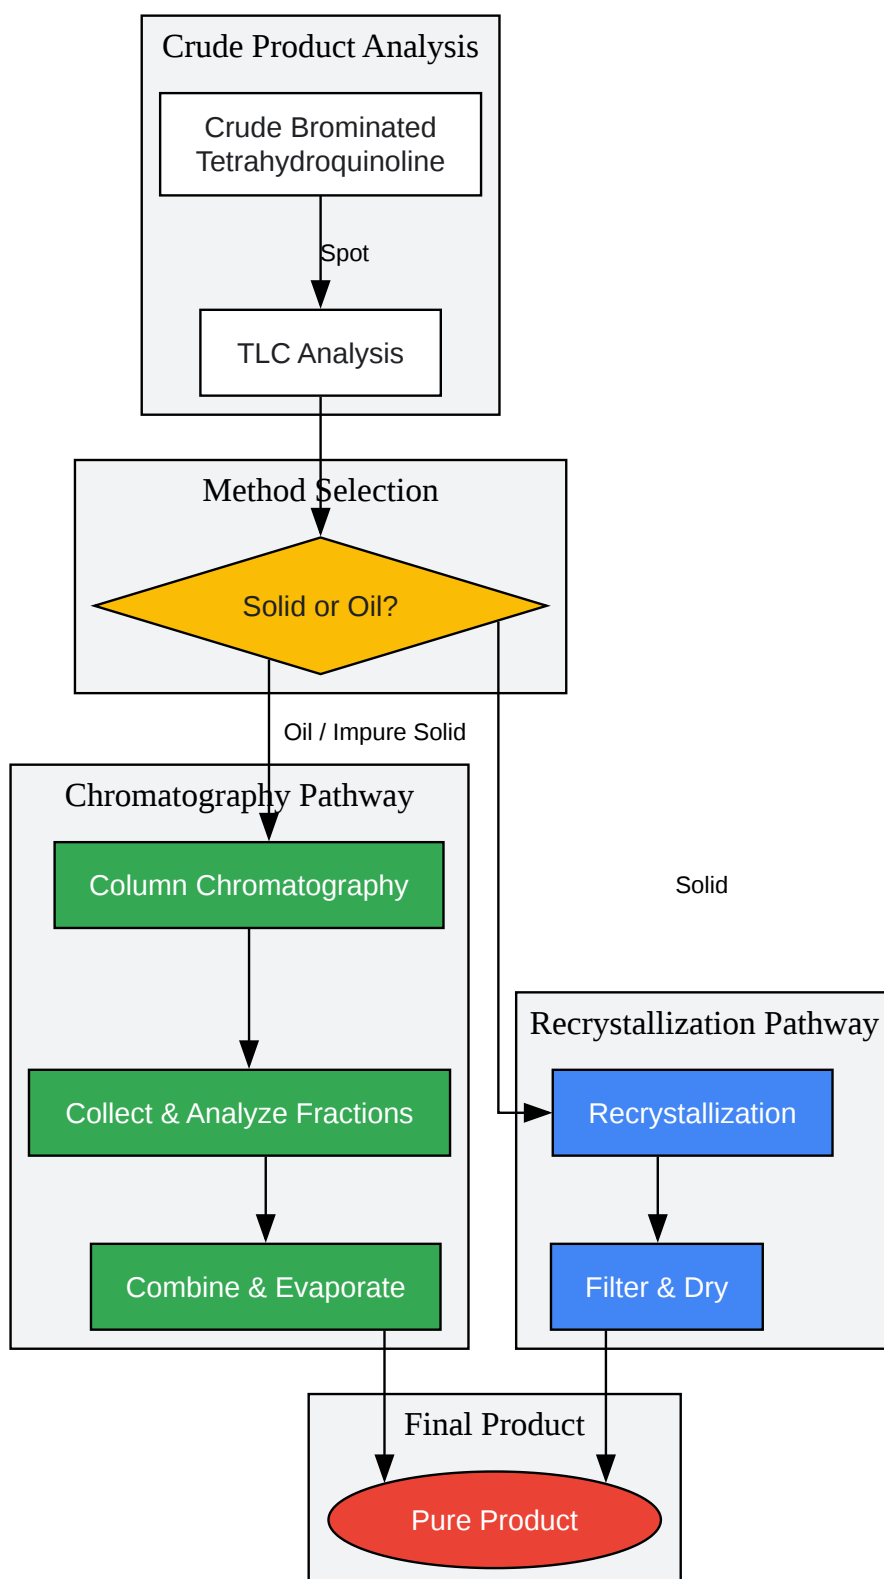 Crude Product Analysis
Crude Brominated
Tetrahydroquinoline
Spot
TLC Analysis
Method Selection
Solid or Oil?
Oil / Impure Solid
Chromatography Pathway
Column Chromatography
Solid
Recrystallization Pathway
Collect & Analyze Fractions
Recrystallization
Combine & Evaporate
Filter & Dry
Final Product
Pure Product